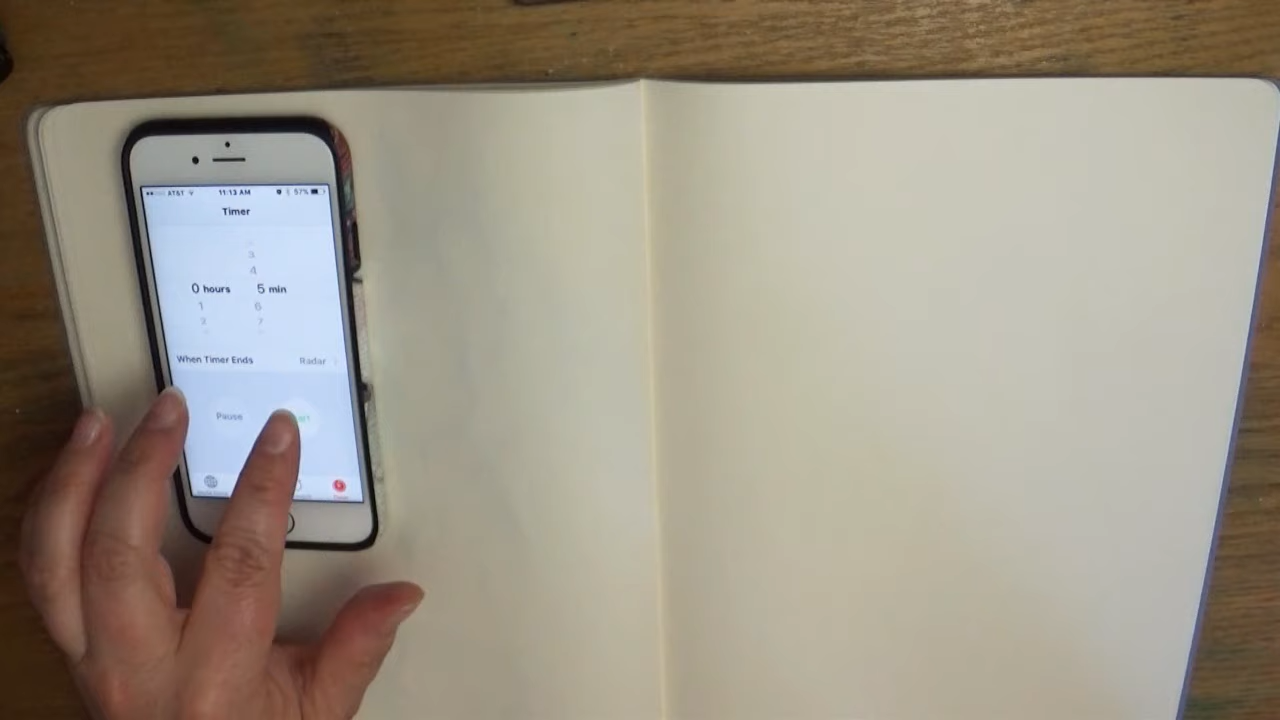 AT&T 11:13 AM 57%
Timer
3
4
0 hours 5 min
1 6
2 7
When Timer Ends Radar
Pause